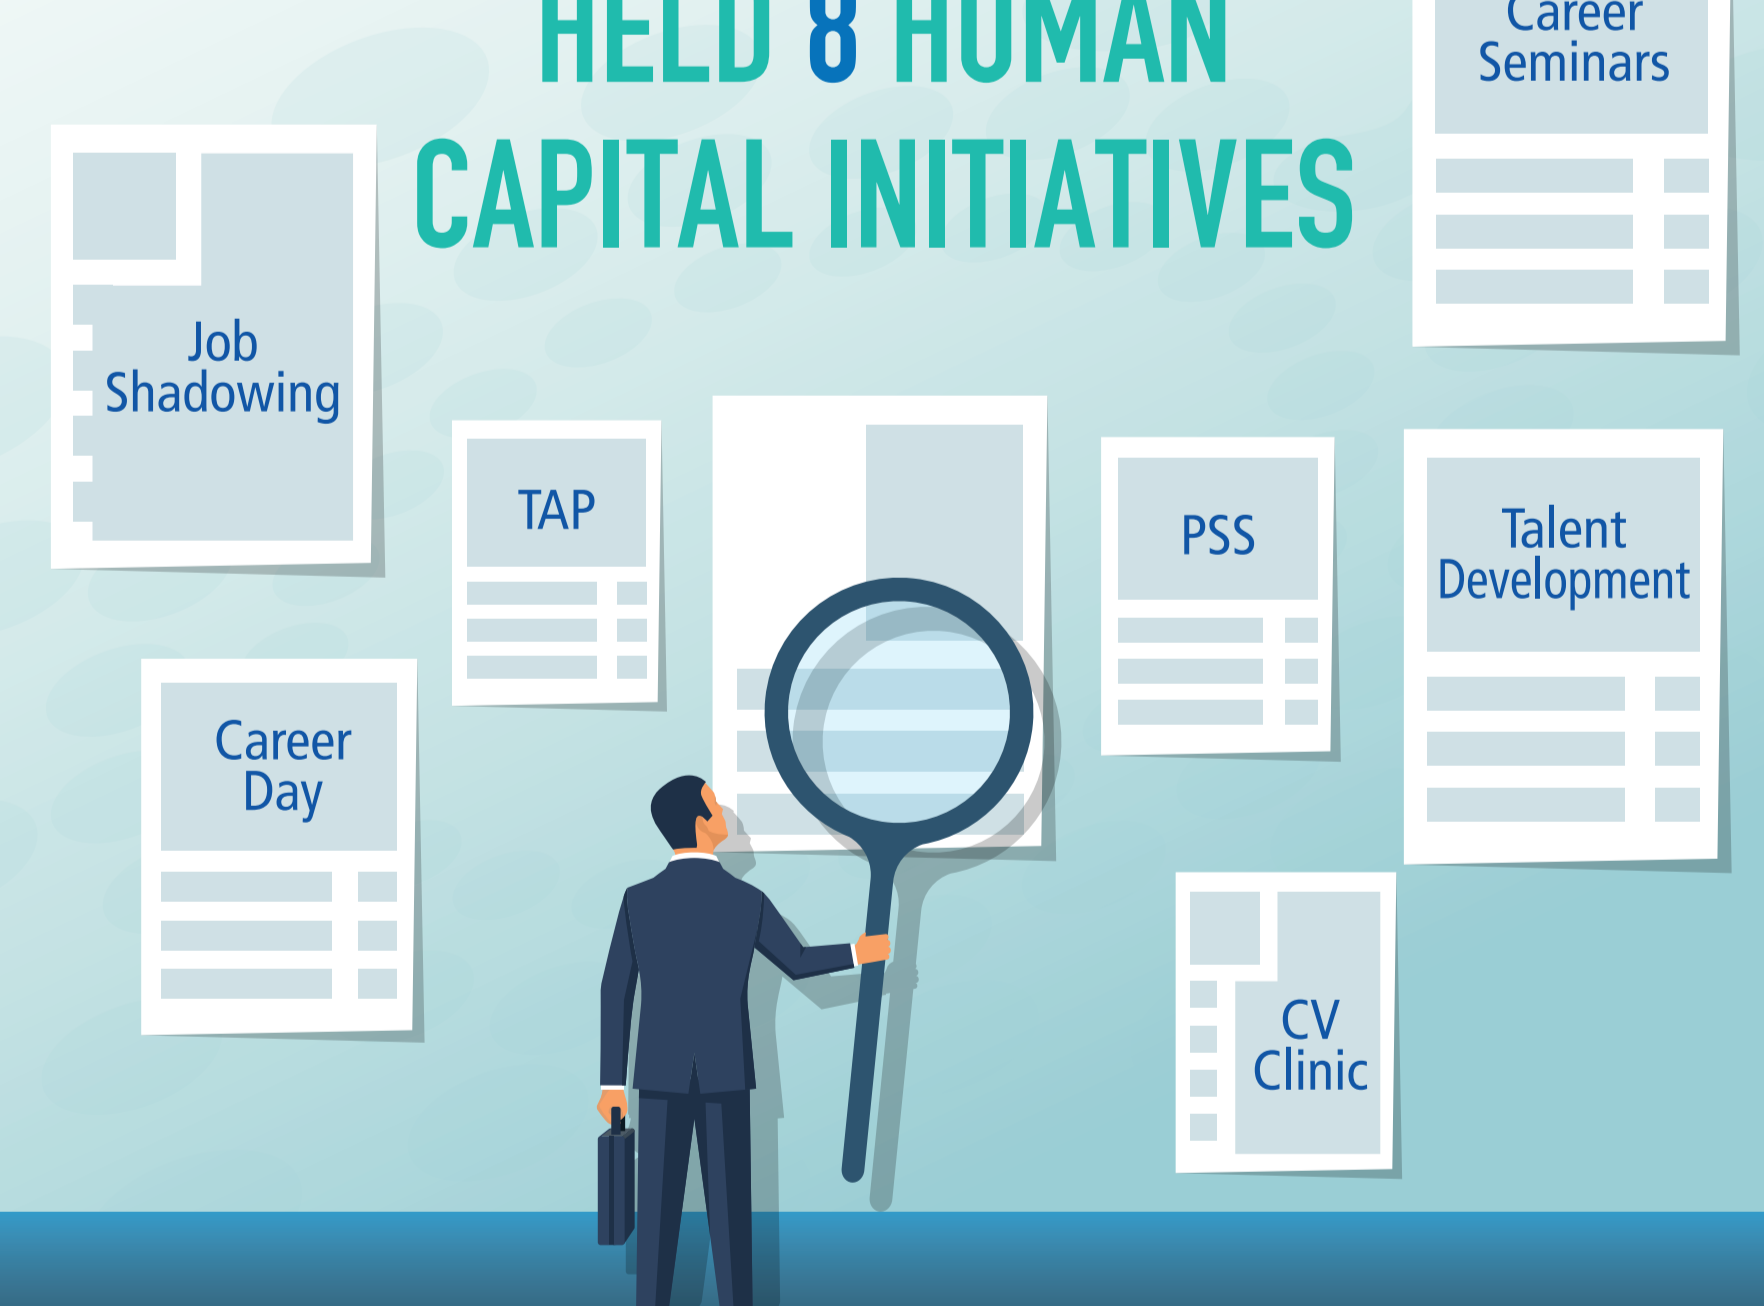 HELD 8 HUMAN
CAPITAL INITIATIVES
Career
Seminars
Job
Shadowing
TAP
PSS
Talent
Development
Career
Day
CV
Clinic